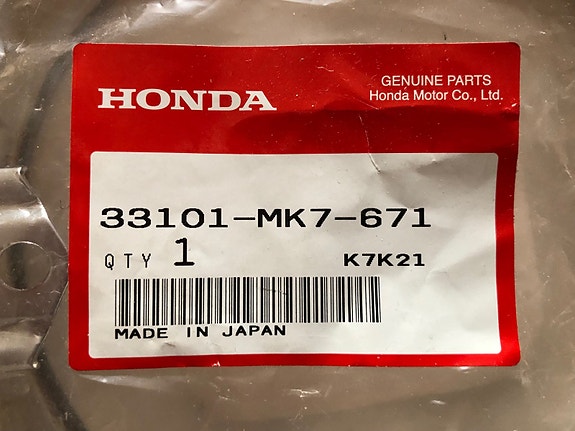 HONDA
GENUINE PARTS
Honda Motor Co., Ltd.
33101-MK7-671
QTY 1 K7K21
MADE IN JAPAN